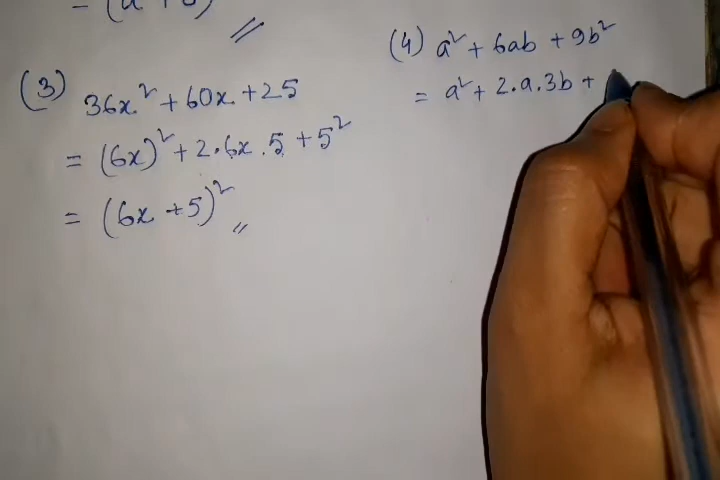 (3) 36x² + 60x + 25
= (6x)² + 2.6x.5 + 5²
= (6x + 5)² //
(4) a² + 6ab + 9b²
= a² + 2.a.3b +